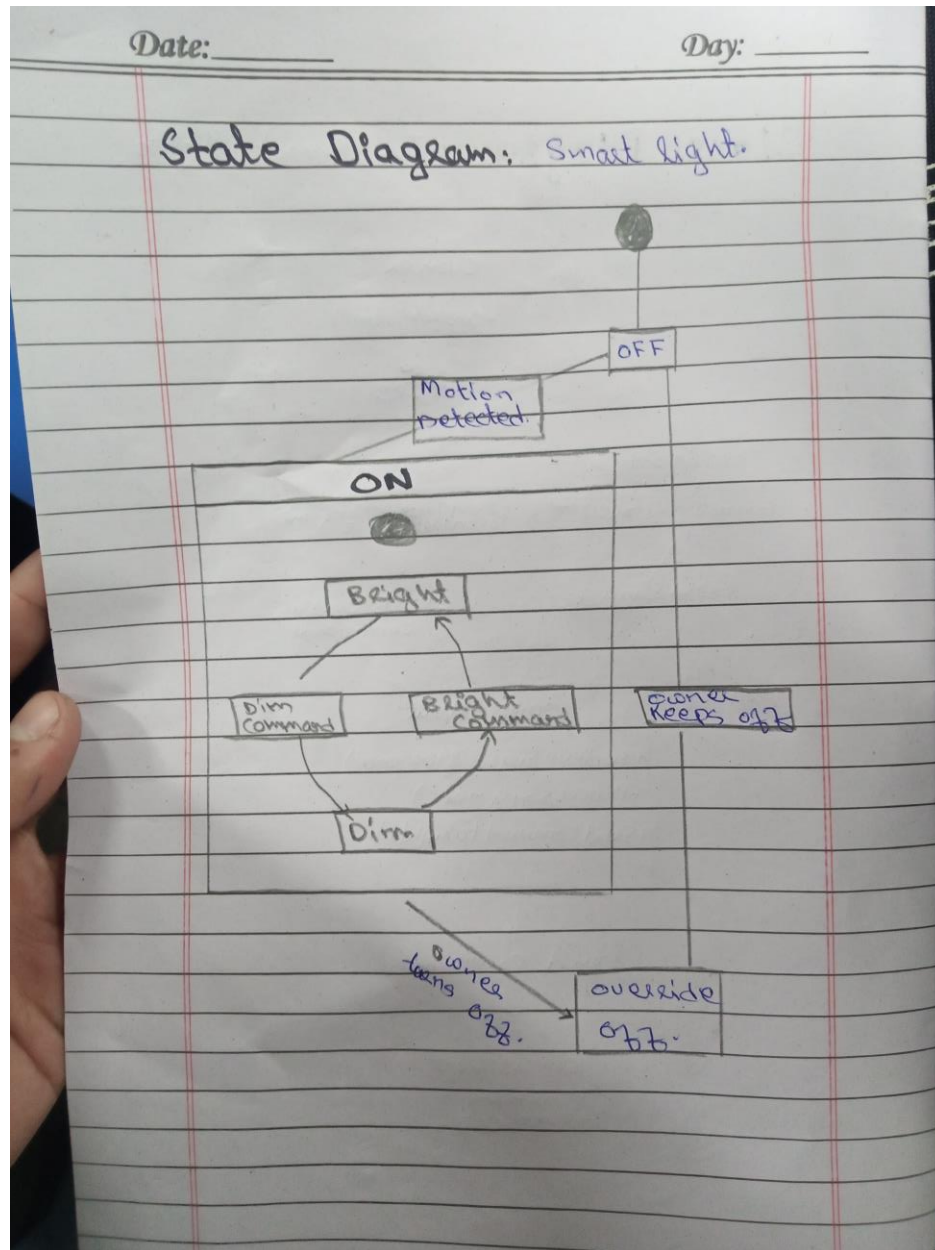 Date:
Day:
State Diagram: Smart light.
OFF
Motion
Detected.
ON
Bright
Dim
Command
Bright
Command
owner
Keeps off
Dim
owner
turns
off.
override
off.